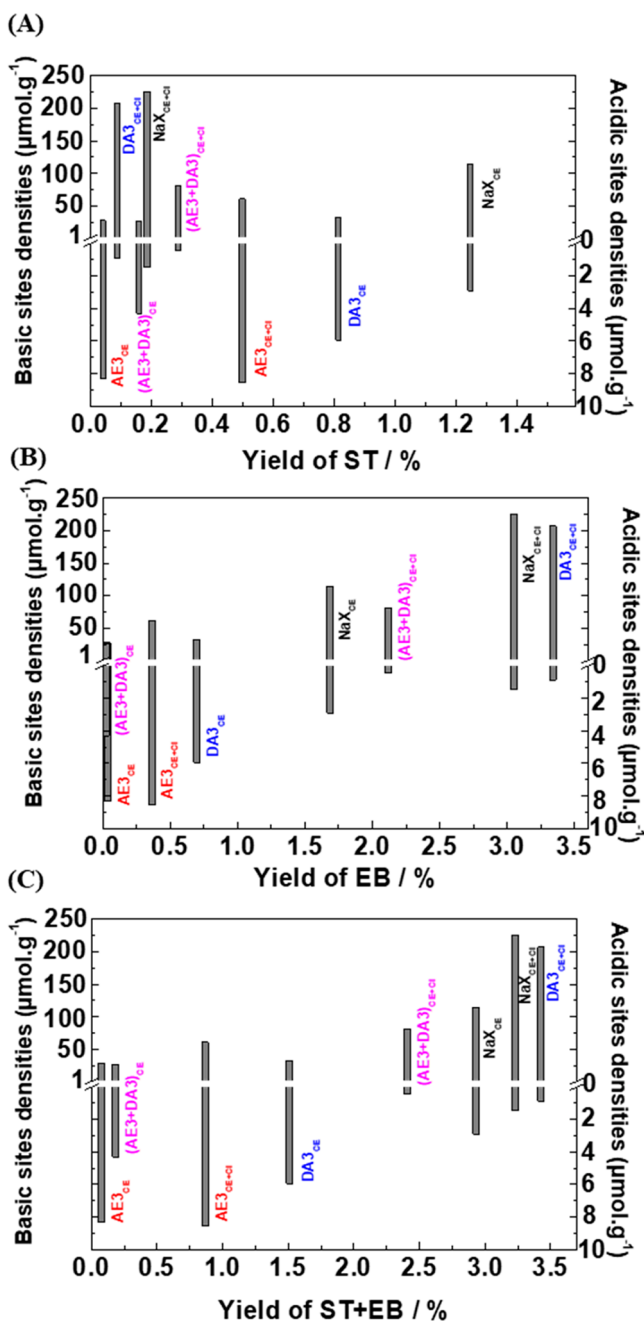 (A)
Basic sites densities (µmol.g⁻¹)
250
200
150
100
50
1
0
2
4
6
8
10
Acidic sites densities (µmol.g⁻¹)
DA3CE+CI
NaXCE+CI
(AE3+DA3)CE+CI
NaXCE
AE3CE
(AE3+DA3)CE
AE3CE+CI
DA3CE
0.0 0.2 0.4 0.6 0.8 1.0 1.2 1.4
Yield of ST / %
(B)
Basic sites densities (µmol.g⁻¹)
250
200
150
100
50
1
0
2
4
6
8
10
Acidic sites densities (µmol.g⁻¹)
NaXCE
(AE3+DA3)CE+CI
NaXCE+CI
DA3CE+CI
(AE3+DA3)CE
AE3CE
AE3CE+CI
DA3CE
0.0 0.5 1.0 1.5 2.0 2.5 3.0 3.5
Yield of EB / %
(C)
Basic sites densities (µmol.g⁻¹)
250
200
150
100
50
1
0
2
4
6
8
10
Acidic sites densities (µmol.g⁻¹)
(AE3+DA3)CE+CI
NaXCE
NaXCE+CI
DA3CE+CI
(AE3+DA3)CE
AE3CE
AE3CE+CI
DA3CE
0.0 0.5 1.0 1.5 2.0 2.5 3.0 3.5
Yield of ST+EB / %